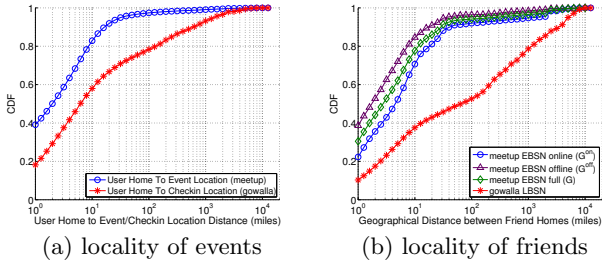 1
0.8
0.6
0.4
0.2
0
CDF
10^0 10^1 10^2 10^3 10^4
User Home to Event/Checkin Location Distance (miles)
User Home To Event Location (meetup)
User Home To Checkin Location (gowalla)
(a) locality of events
1
0.8
0.6
0.4
0.2
0
CDF
10^0 10^1 10^2 10^3 10^4
Geographical Distance between Friend Homes (miles)
meetup EBSN online (G^on)
meetup EBSN offline (G^off)
meetup EBSN full (G)
gowalla LBSN
(b) locality of friends